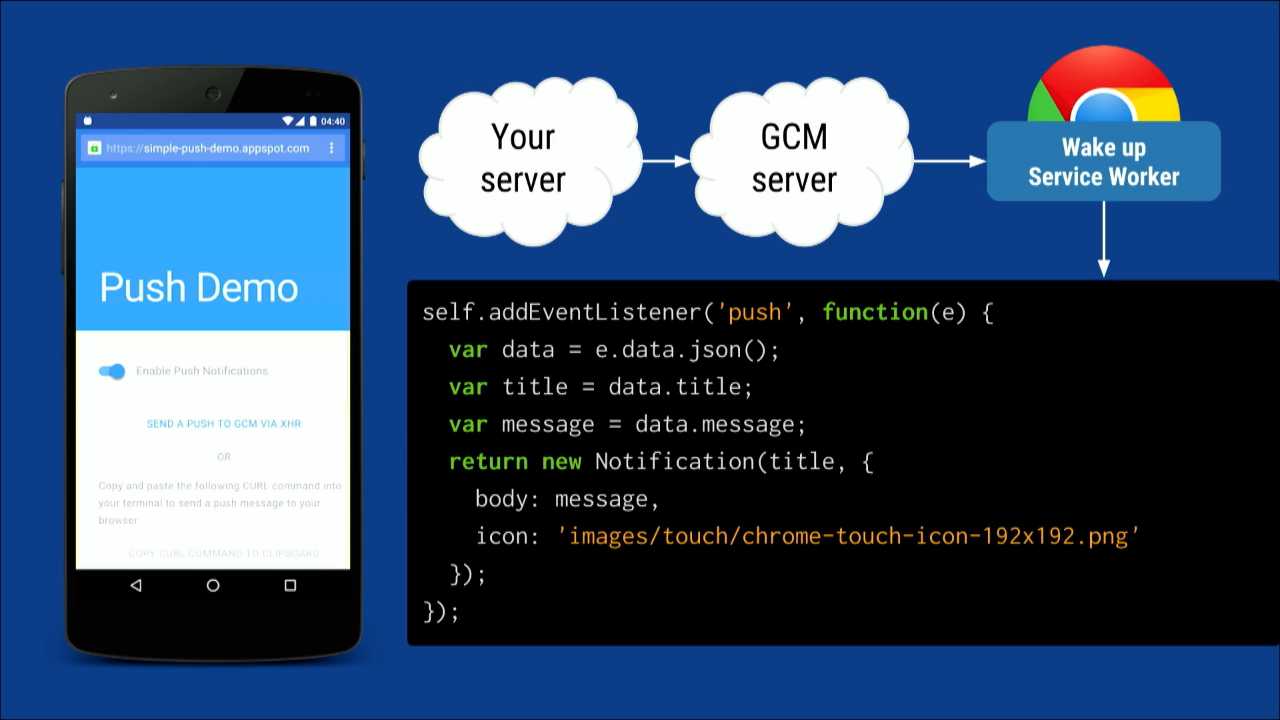 04:40
https://simple-push-demo.appspot.com
Push Demo
Enable Push Notifications
SEND A PUSH TO GCM VIA XHR
OR
Copy and paste the following CURL command into
your terminal to send a push message to your
browser.
COPY CURL COMMAND TO CLIPBOARD
Your
server
GCM
server
Wake up
Service Worker
self.addEventListener('push', function(e) {
  var data = e.data.json();
  var title = data.title;
  var message = data.message;
  return new Notification(title, {
    body: message,
    icon: 'images/touch/chrome-touch-icon-192x192.png'
  });
});